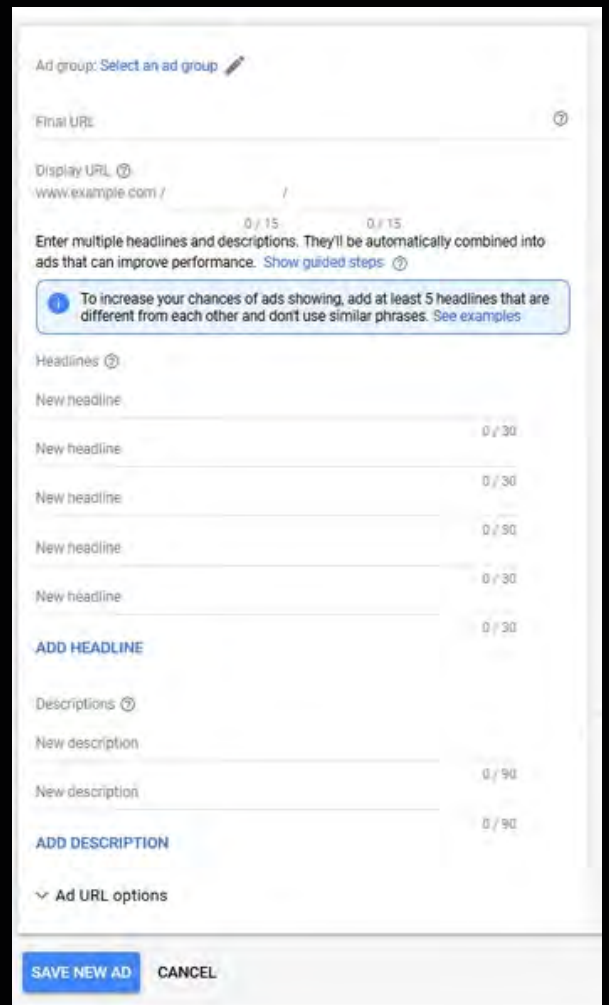 Ad group: Select an ad group
Final URL
Display URL
www.example.com / /
0 / 15 0 / 15
Enter multiple headlines and descriptions. They'll be automatically combined into
ads that can improve performance. Show guided steps
To increase your chances of ads showing, add at least 5 headlines that are
different from each other and don't use similar phrases. See examples
Headlines
New headline
0 / 30
New headline
0 / 30
New headline
0 / 30
New headline
0 / 30
New headline
0 / 30
ADD HEADLINE
Descriptions
New description
0 / 90
New description
0 / 90
ADD DESCRIPTION
Ad URL options
SAVE NEW AD CANCEL